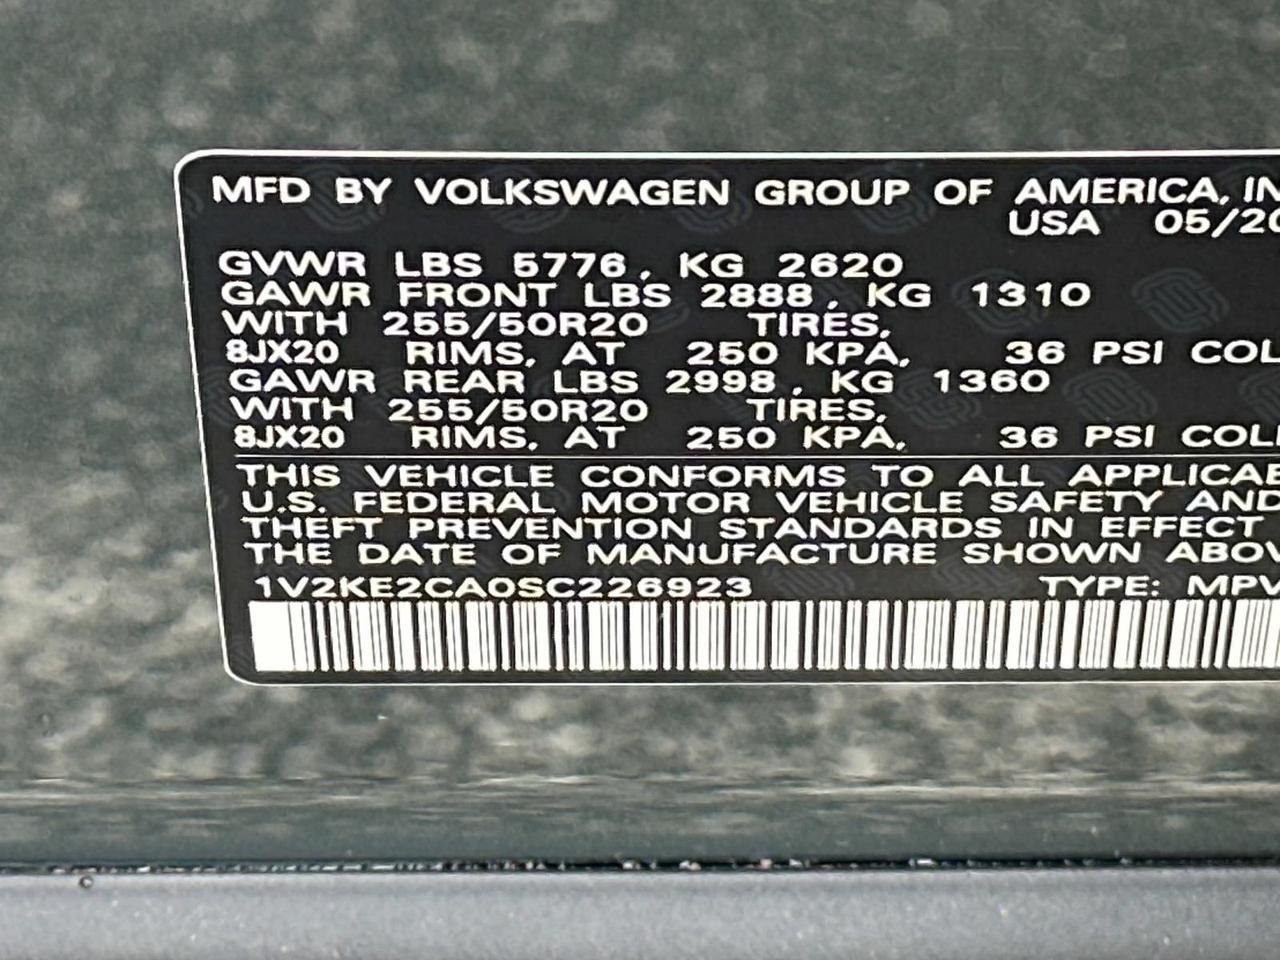 MFD BY VOLKSWAGEN GROUP OF AMERICA, IN
USA 05/20
GVWR LBS 5776, KG 2620
GAWR FRONT LBS 2888, KG 1310
WITH 255/50R20 TIRES,
8JX20 RIMS, AT 250 KPA, 36 PSI COL
GAWR REAR LBS 2998, KG 1360
WITH 255/50R20 TIRES,
8JX20 RIMS, AT 250 KPA, 36 PSI COL
THIS VEHICLE CONFORMS TO ALL APPLICAB
U.S. FEDERAL MOTOR VEHICLE SAFETY AND
THEFT PREVENTION STANDARDS IN EFFECT
THE DATE OF MANUFACTURE SHOWN ABOV
1V2KE2CA0SC226923 TYPE: MPV